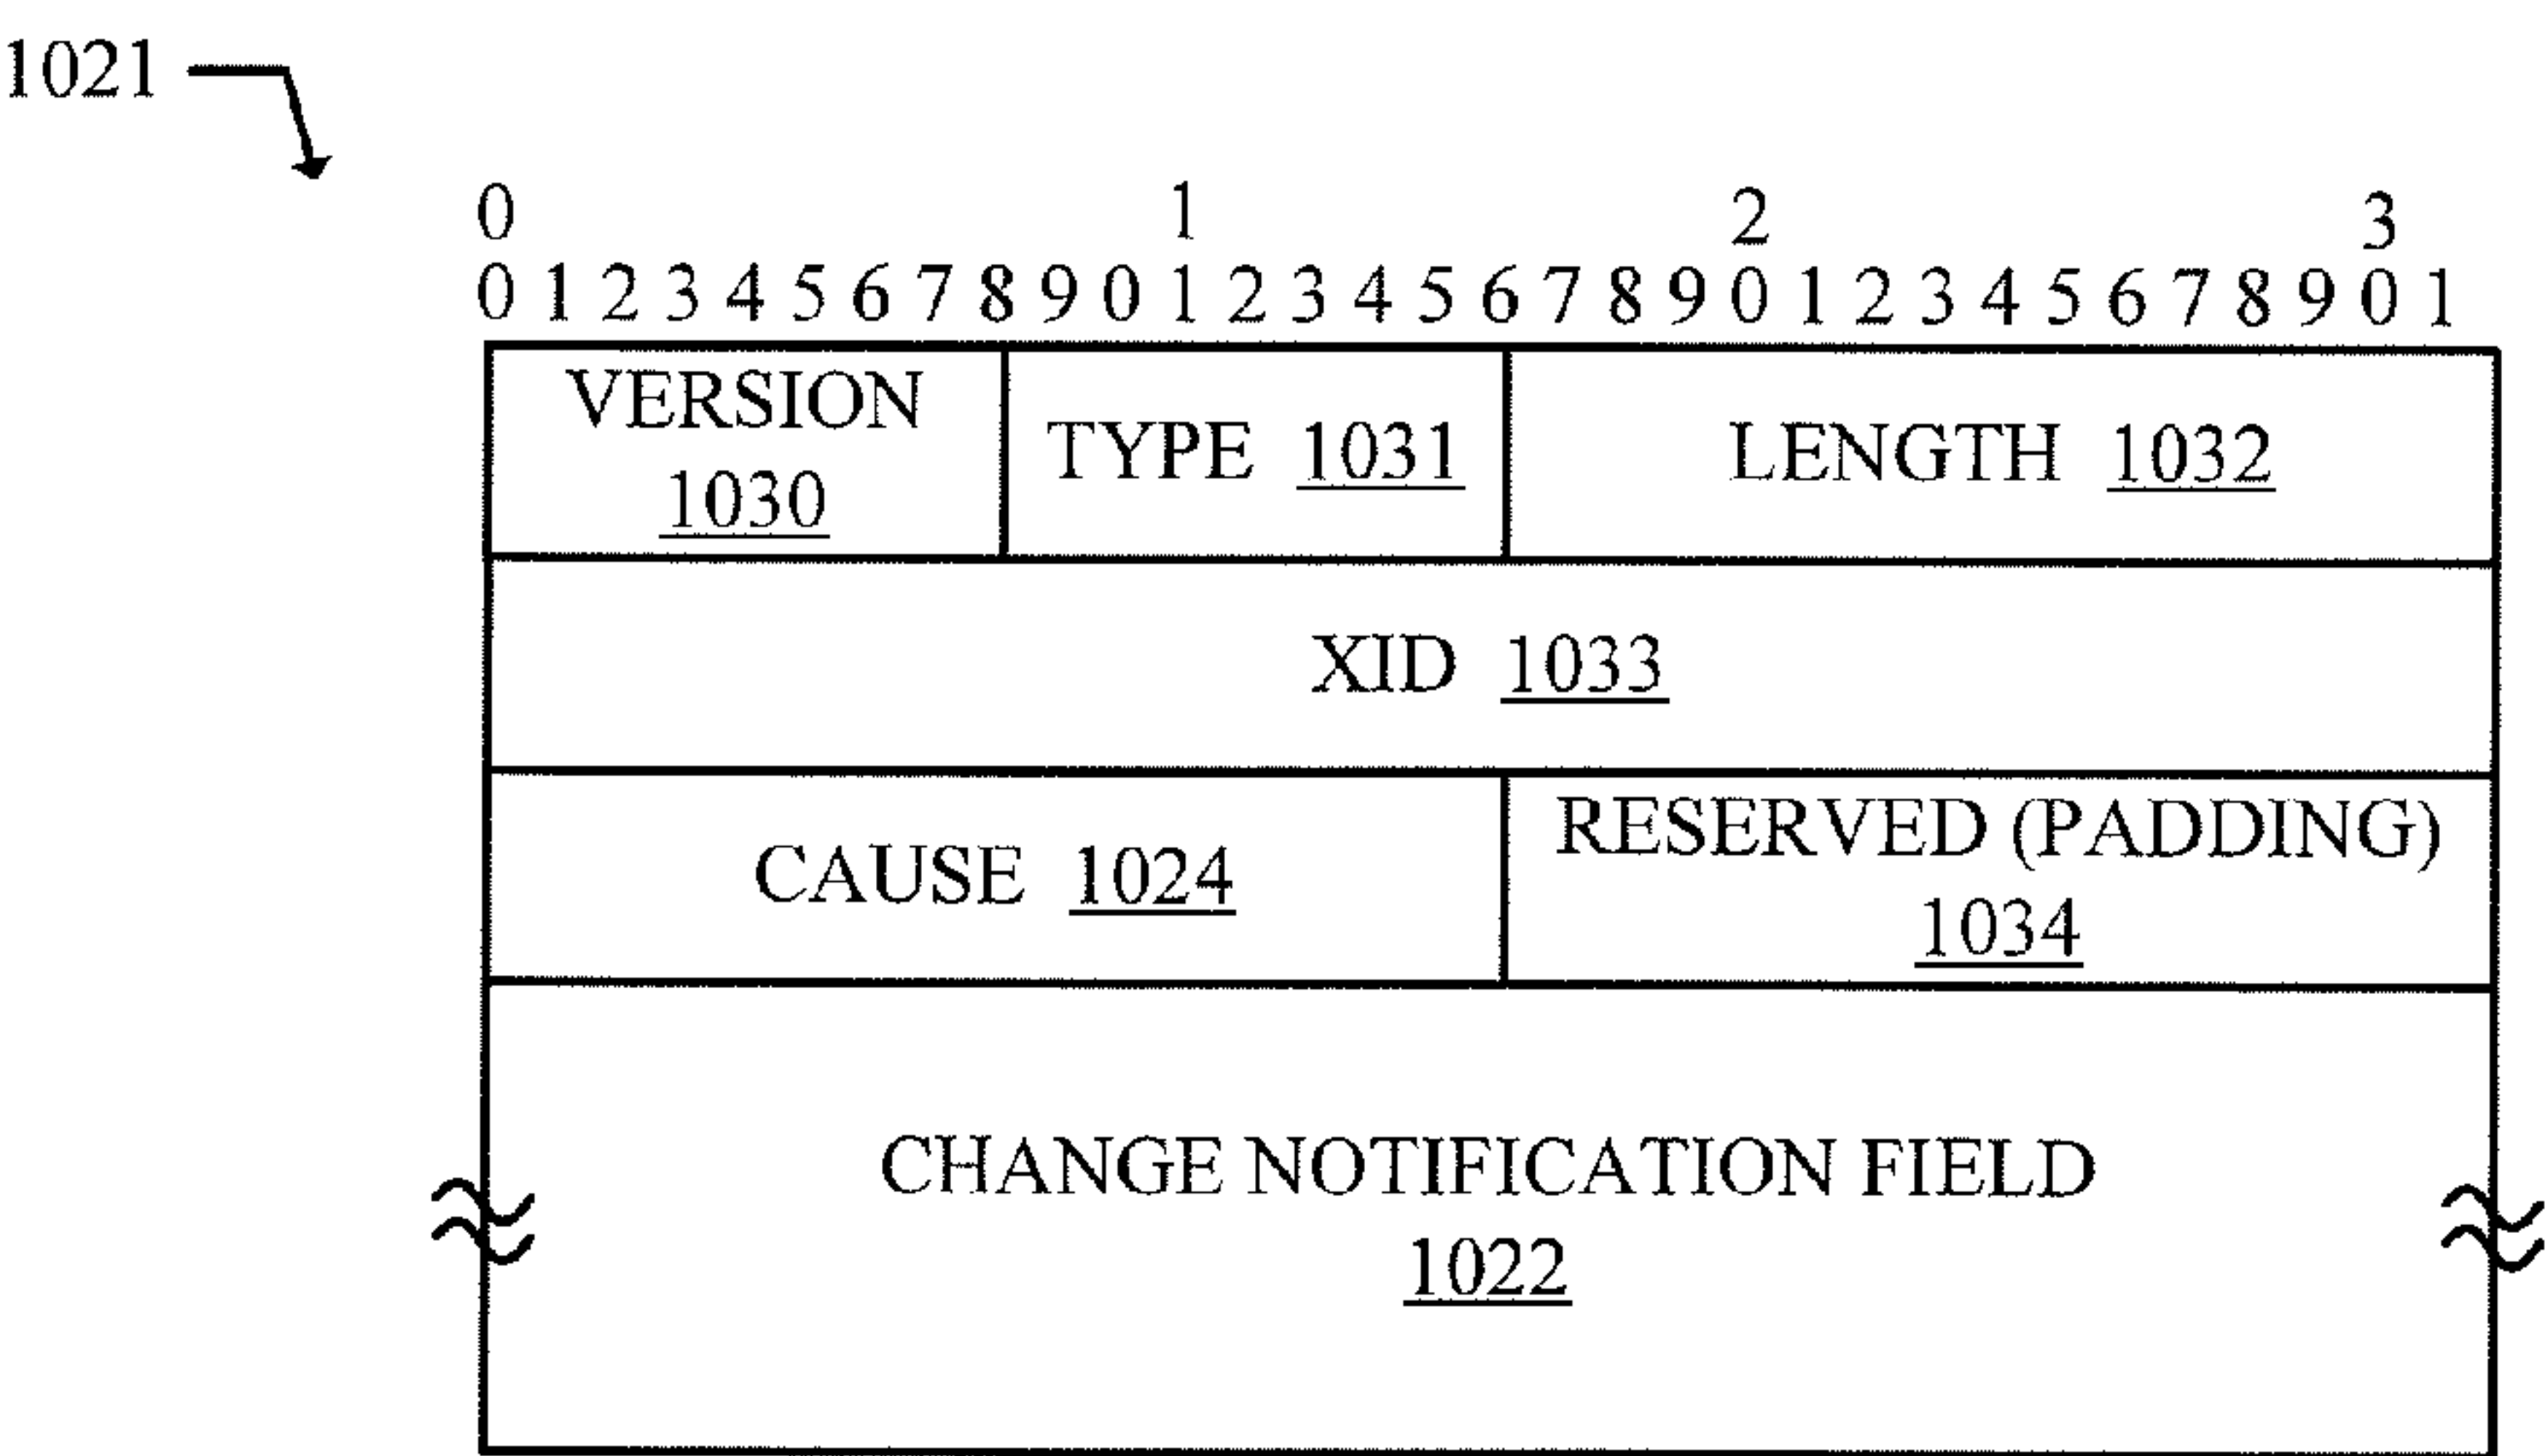 1021
0 1 2 3
0 1 2 3 4 5 6 7 8 9 0 1 2 3 4 5 6 7 8 9 0 1 2 3 4 5 6 7 8 9 0 1
VERSION
1030
TYPE 1031
LENGTH 1032
XID 1033
CAUSE 1024
RESERVED (PADDING)
1034
CHANGE NOTIFICATION FIELD
1022